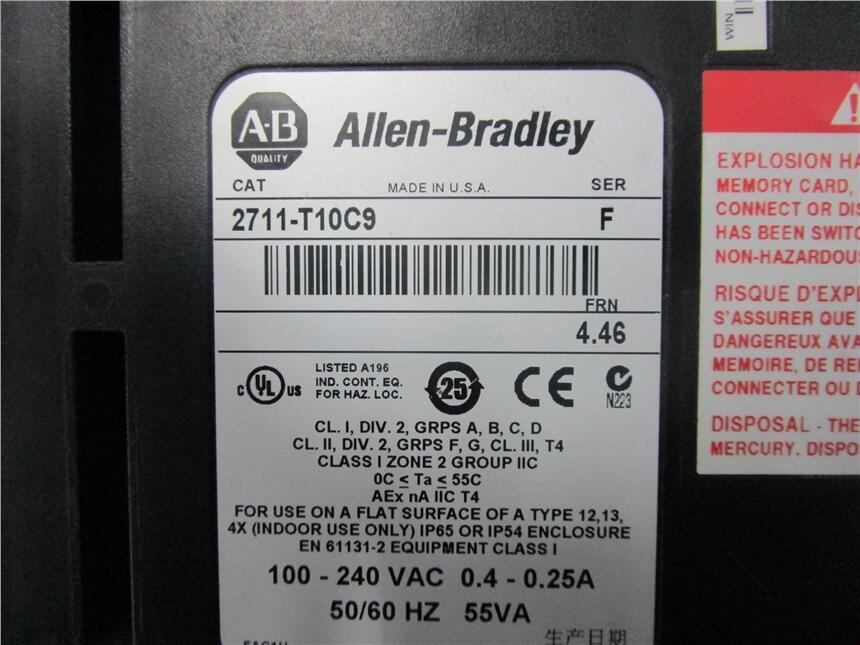 WIN
A·B
QUALITY
Allen-Bradley
CAT MADE IN U.S.A. SER
2711-T10C9 F
FRN
4.46
LISTED A196
IND. CONT. EQ.
FOR HAZ. LOC.
C UL US
25
CE
N223
CL. I, DIV. 2, GRPS A, B, C, D
CL. II, DIV. 2, GRPS F, G, CL. III, T4
CLASS I ZONE 2 GROUP IIC
0C ≤ Ta ≤ 55C
AEx nA IIC T4
FOR USE ON A FLAT SURFACE OF A TYPE 12,13,
4X (INDOOR USE ONLY) IP65 OR IP54 ENCLOSURE
EN 61131-2 EQUIPMENT CLASS I
100 - 240 VAC 0.4 - 0.25A
50/60 HZ 55VA
生产日期
EXPLOSION HA
MEMORY CARD,
CONNECT OR DIS
HAS BEEN SWITC
NON-HAZARDOUS
RISQUE D'EXPL
S'ASSURER QUE
DANGEREUX AVA
MEMOIRE, DE RE
CONNECTER OU D
DISPOSAL - THE
MERCURY. DISPO